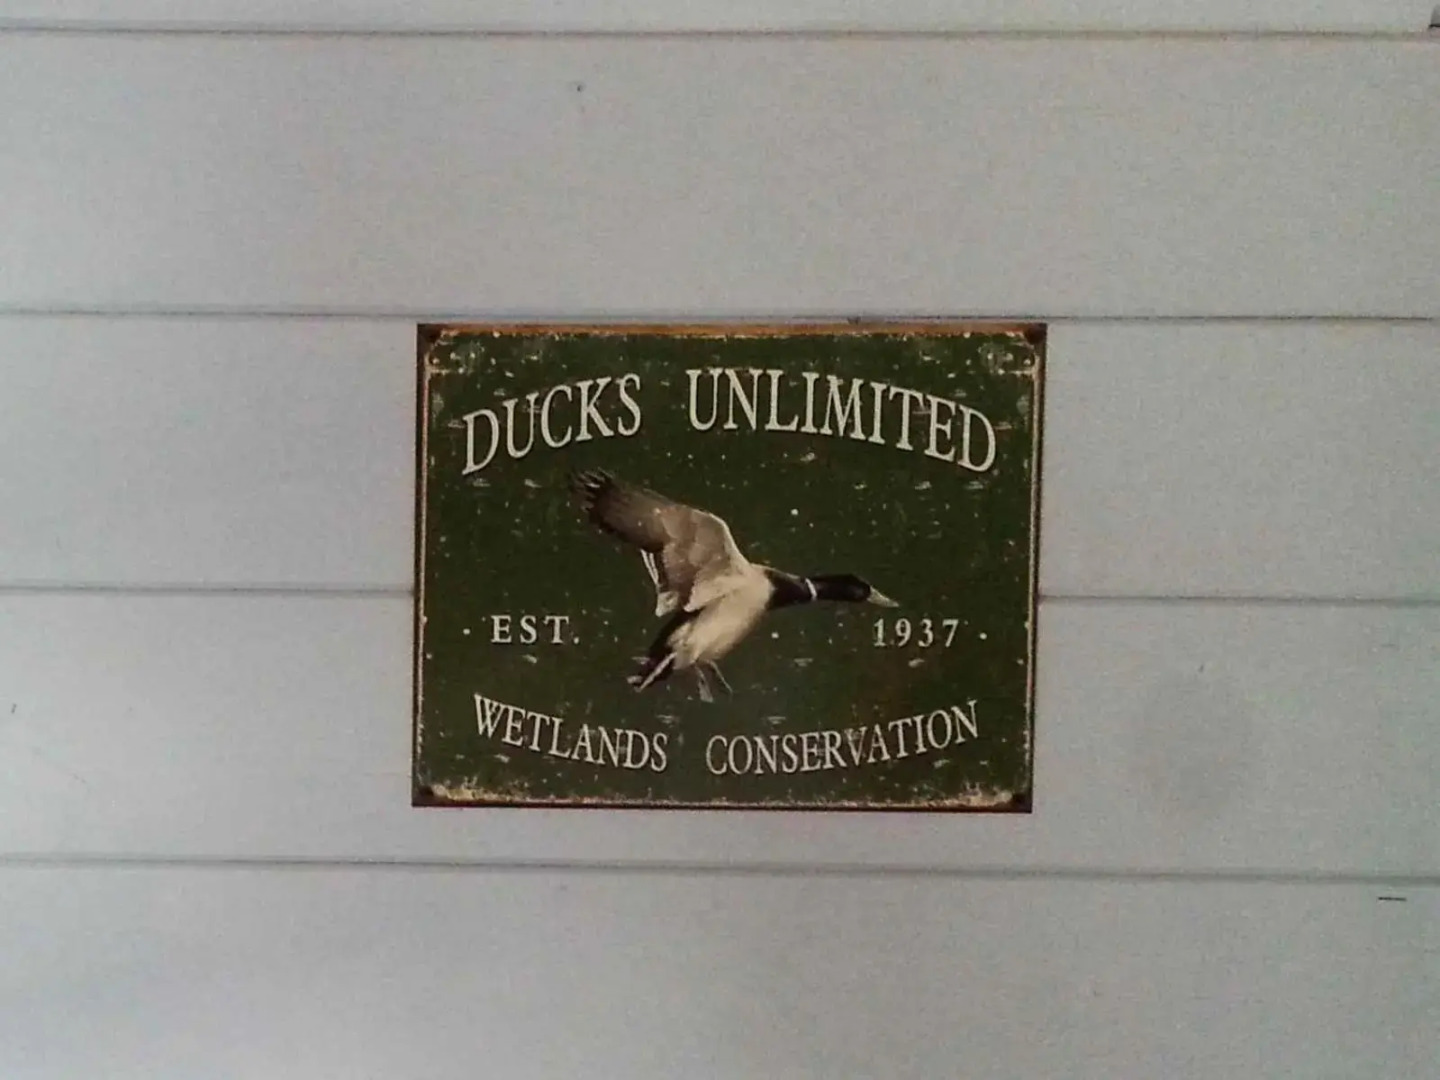 DUCKS UNLIMITED
· EST. 1937 ·
WETLANDS CONSERVATION